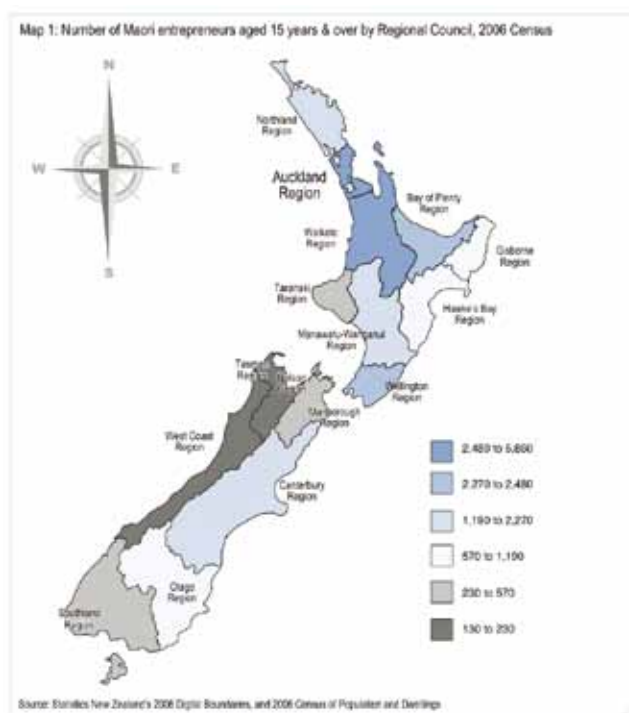 Map 1: Number of Maori entrepreneurs aged 15 years & over by Regional Council, 2006 Census
N
Northland
Region
W
E
Auckland
Region
Bay of Plenty
Region
Waikato
Region
Gisborne
Region
S
Taranaki
Region
Hawke's Bay
Region
Manawatu-Wanganui
Region
Tasman
Region
Nelson
Wellington
Region
Marlborough
Region
West Coast
Region
2,480 to 5,850
2,270 to 2,480
1,190 to 2,270
570 to 1,190
230 to 570
130 to 230
Canterbury
Region
Otago
Region
Southland
Region
Source: Statistics New Zealand's 2006 Digital Boundaries, and 2006 Census of Population and Dwellings